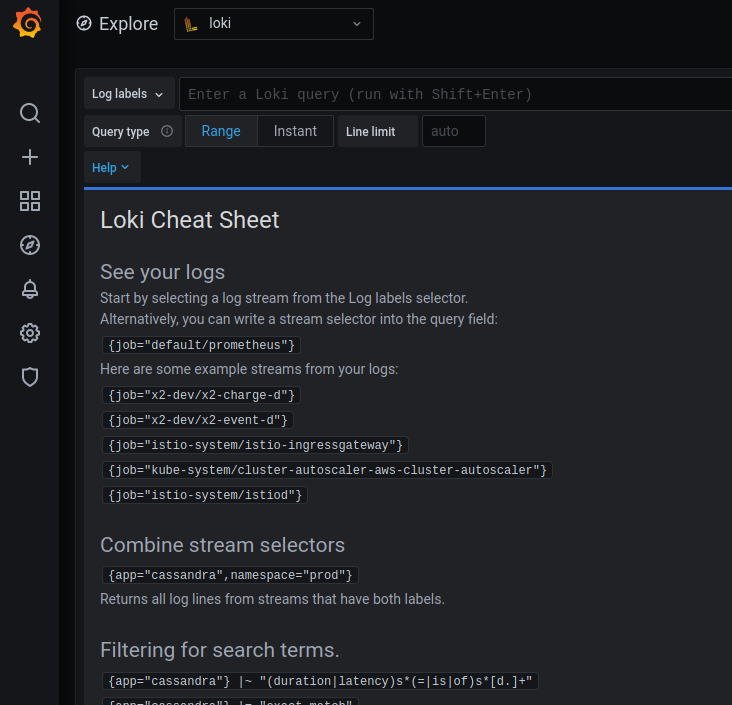 Explore
loki
Log labels
Enter a Loki query (run with Shift+Enter)
Query type
Range
Instant
Line limit
auto
Help
Loki Cheat Sheet
See your logs
Start by selecting a log stream from the Log labels selector.
Alternatively, you can write a stream selector into the query field:
{job="default/prometheus"}
Here are some example streams from your logs:
{job="x2-dev/x2-charge-d"}
{job="x2-dev/x2-event-d"}
{job="istio-system/istio-ingressgateway"}
{job="kube-system/cluster-autoscaler-aws-cluster-autoscaler"}
{job="istio-system/istiod"}
Combine stream selectors
{app="cassandra",namespace="prod"}
Returns all log lines from streams that have both labels.
Filtering for search terms.
{app="cassandra"} |~ "(duration|latency)s*(=|is|of)s*[d.]+"
{app="cassandra"} |= "exact match"